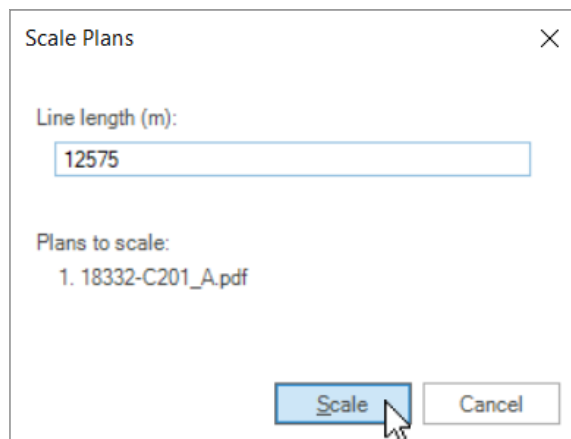 Scale Plans
Line length (m):
12575
Plans to scale:
1. 18332-C201_A.pdf
Scale Cancel